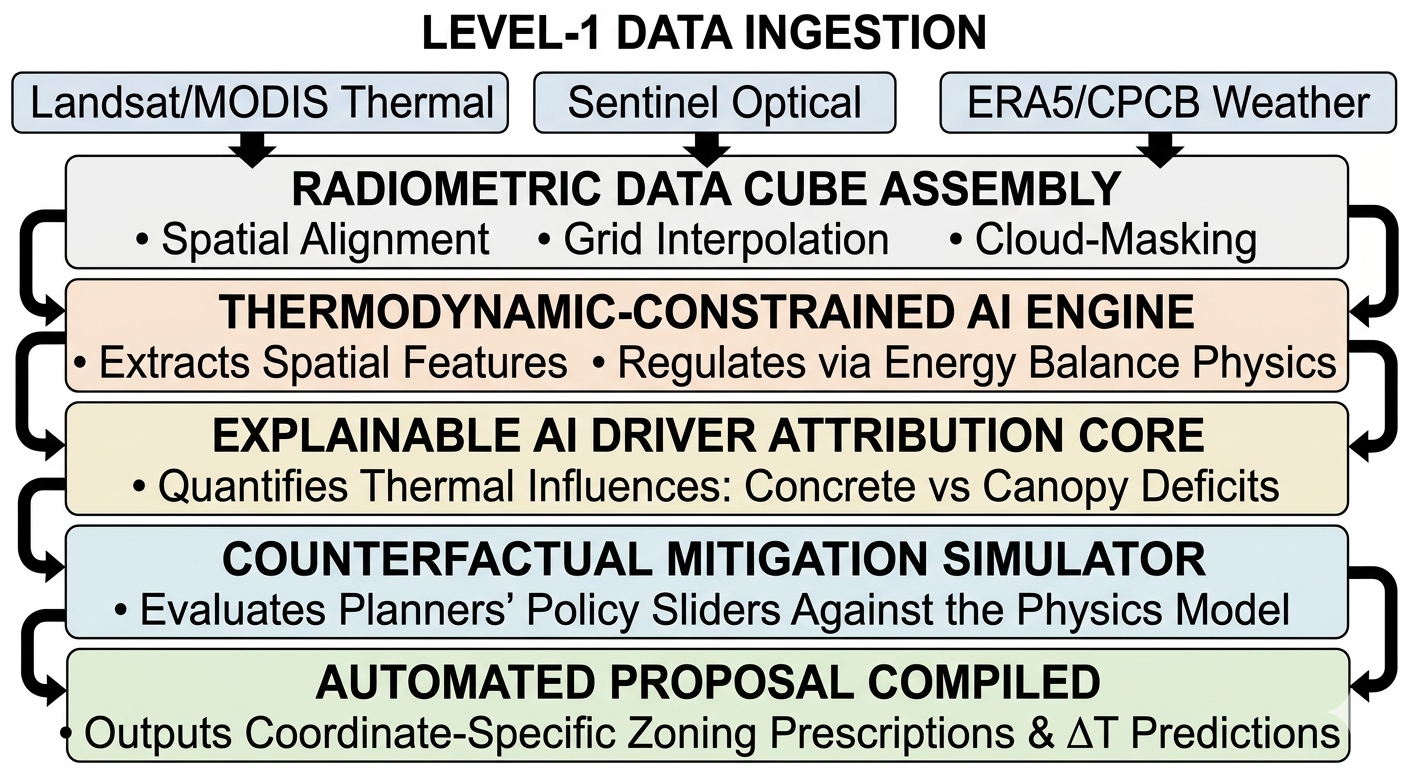 LEVEL-1 DATA INGESTION
Landsat/MODIS Thermal
Sentinel Optical
ERA5/CPCB Weather
RADIOMETRIC DATA CUBE ASSEMBLY
• Spatial Alignment • Grid Interpolation • Cloud-Masking
THERMODYNAMIC-CONSTRAINED AI ENGINE
• Extracts Spatial Features • Regulates via Energy Balance Physics
EXPLAINABLE AI DRIVER ATTRIBUTION CORE
• Quantifies Thermal Influences: Concrete vs Canopy Deficits
COUNTERFACTUAL MITIGATION SIMULATOR
• Evaluates Planners’ Policy Sliders Against the Physics Model
AUTOMATED PROPOSAL COMPILED
• Outputs Coordinate-Specific Zoning Prescriptions & ΔT Predictions